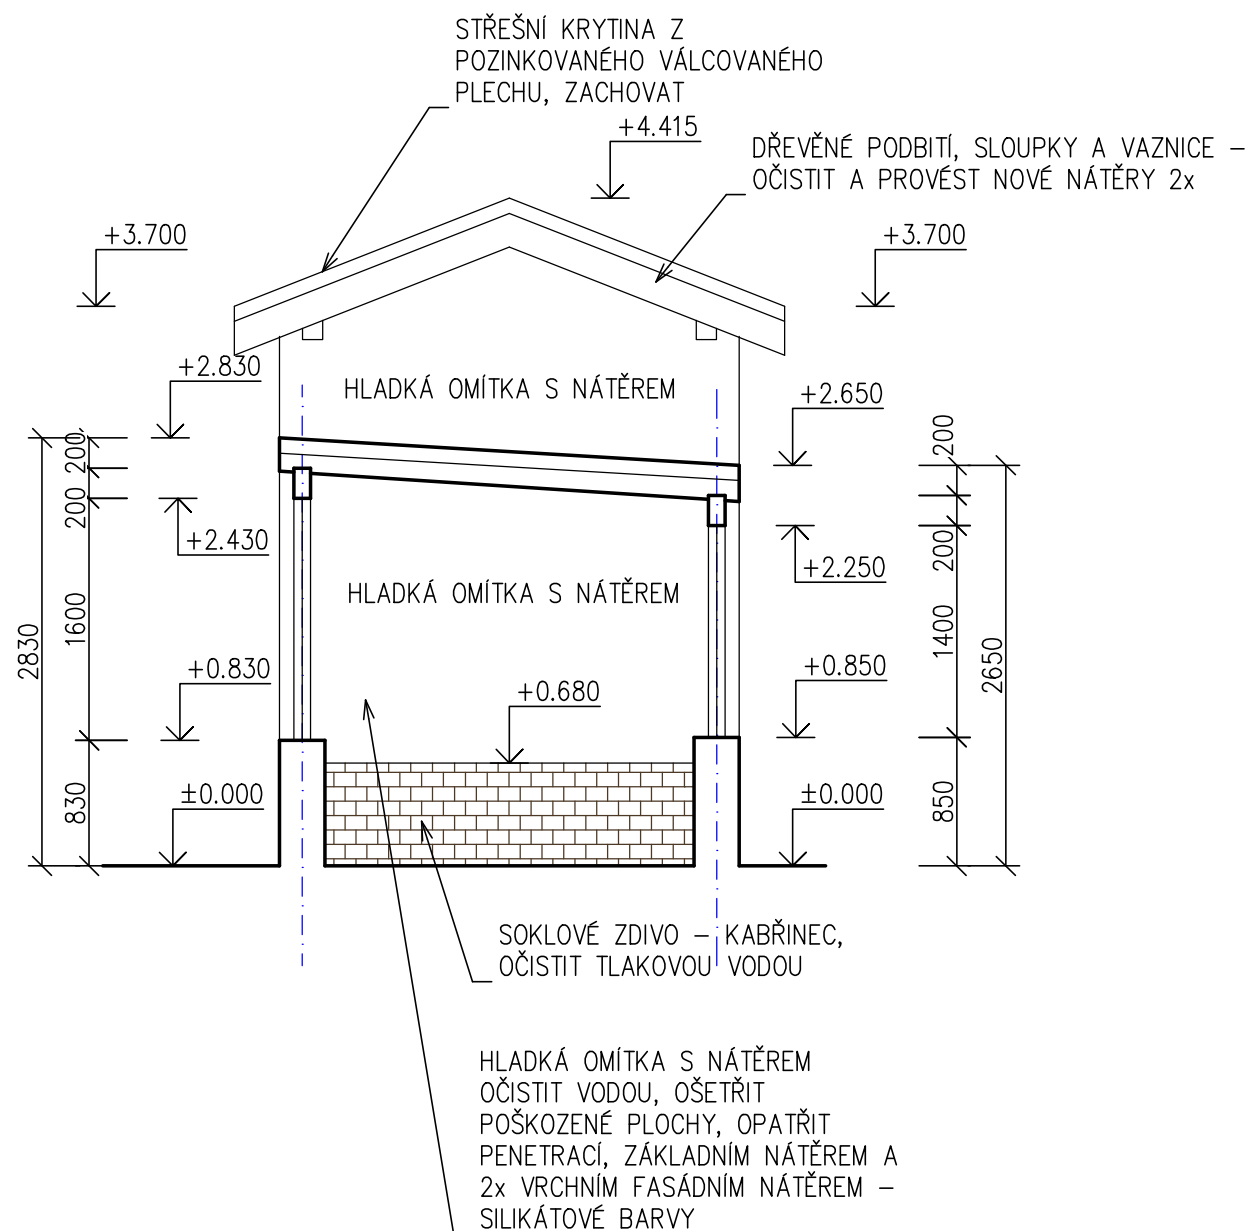 STŘEŠNÍ KRYTINA Z
POZINKOVANÉHO VÁLCOVANÉHO
PLECHU, ZACHOVAT
+4.415
DŘEVĚNÉ PODBITÍ, SLOUPKY A VAZNICE –
OČISTIT A PROVÉST NOVÉ NÁTĚRY 2x
+3.700
+3.700
+2.830
HLADKÁ OMÍTKA S NÁTĚREM
+2.650
200
200
200
+2.430
+2.250
200
HLADKÁ OMÍTKA S NÁTĚREM
1600
1400
2830
2650
+0.830
+0.680
+0.850
830
±0.000
±0.000
850
SOKLOVÉ ZDIVO – KABŘINEC,
OČISTIT TLAKOVOU VODOU
HLADKÁ OMÍTKA S NÁTĚREM
OČISTIT VODOU, OŠETŘIT
POŠKOZENÉ PLOCHY, OPATŘIT
PENETRACÍ, ZÁKLADNÍM NÁTĚREM A
2x VRCHNÍM FASÁDNÍM NÁTĚREM –
SILIKÁTOVÉ BARVY